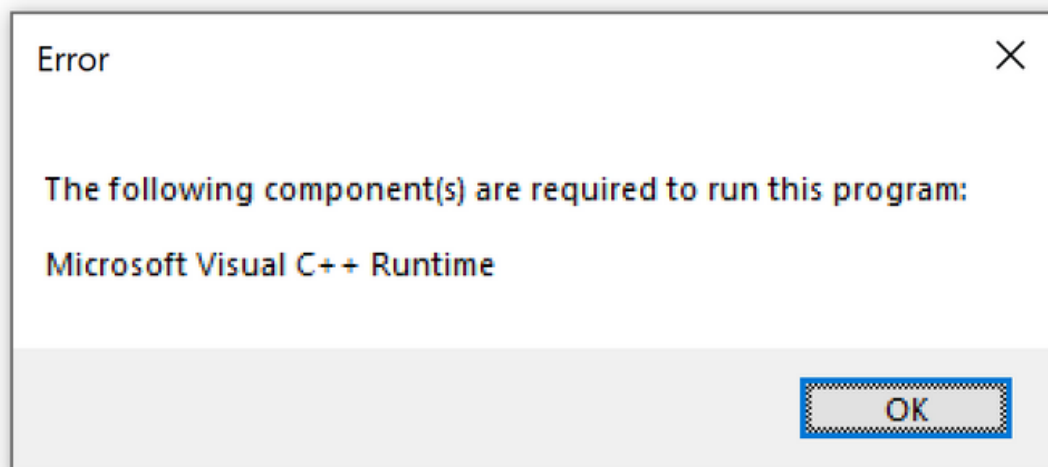 Error
The following component(s) are required to run this program:
Microsoft Visual C++ Runtime
OK